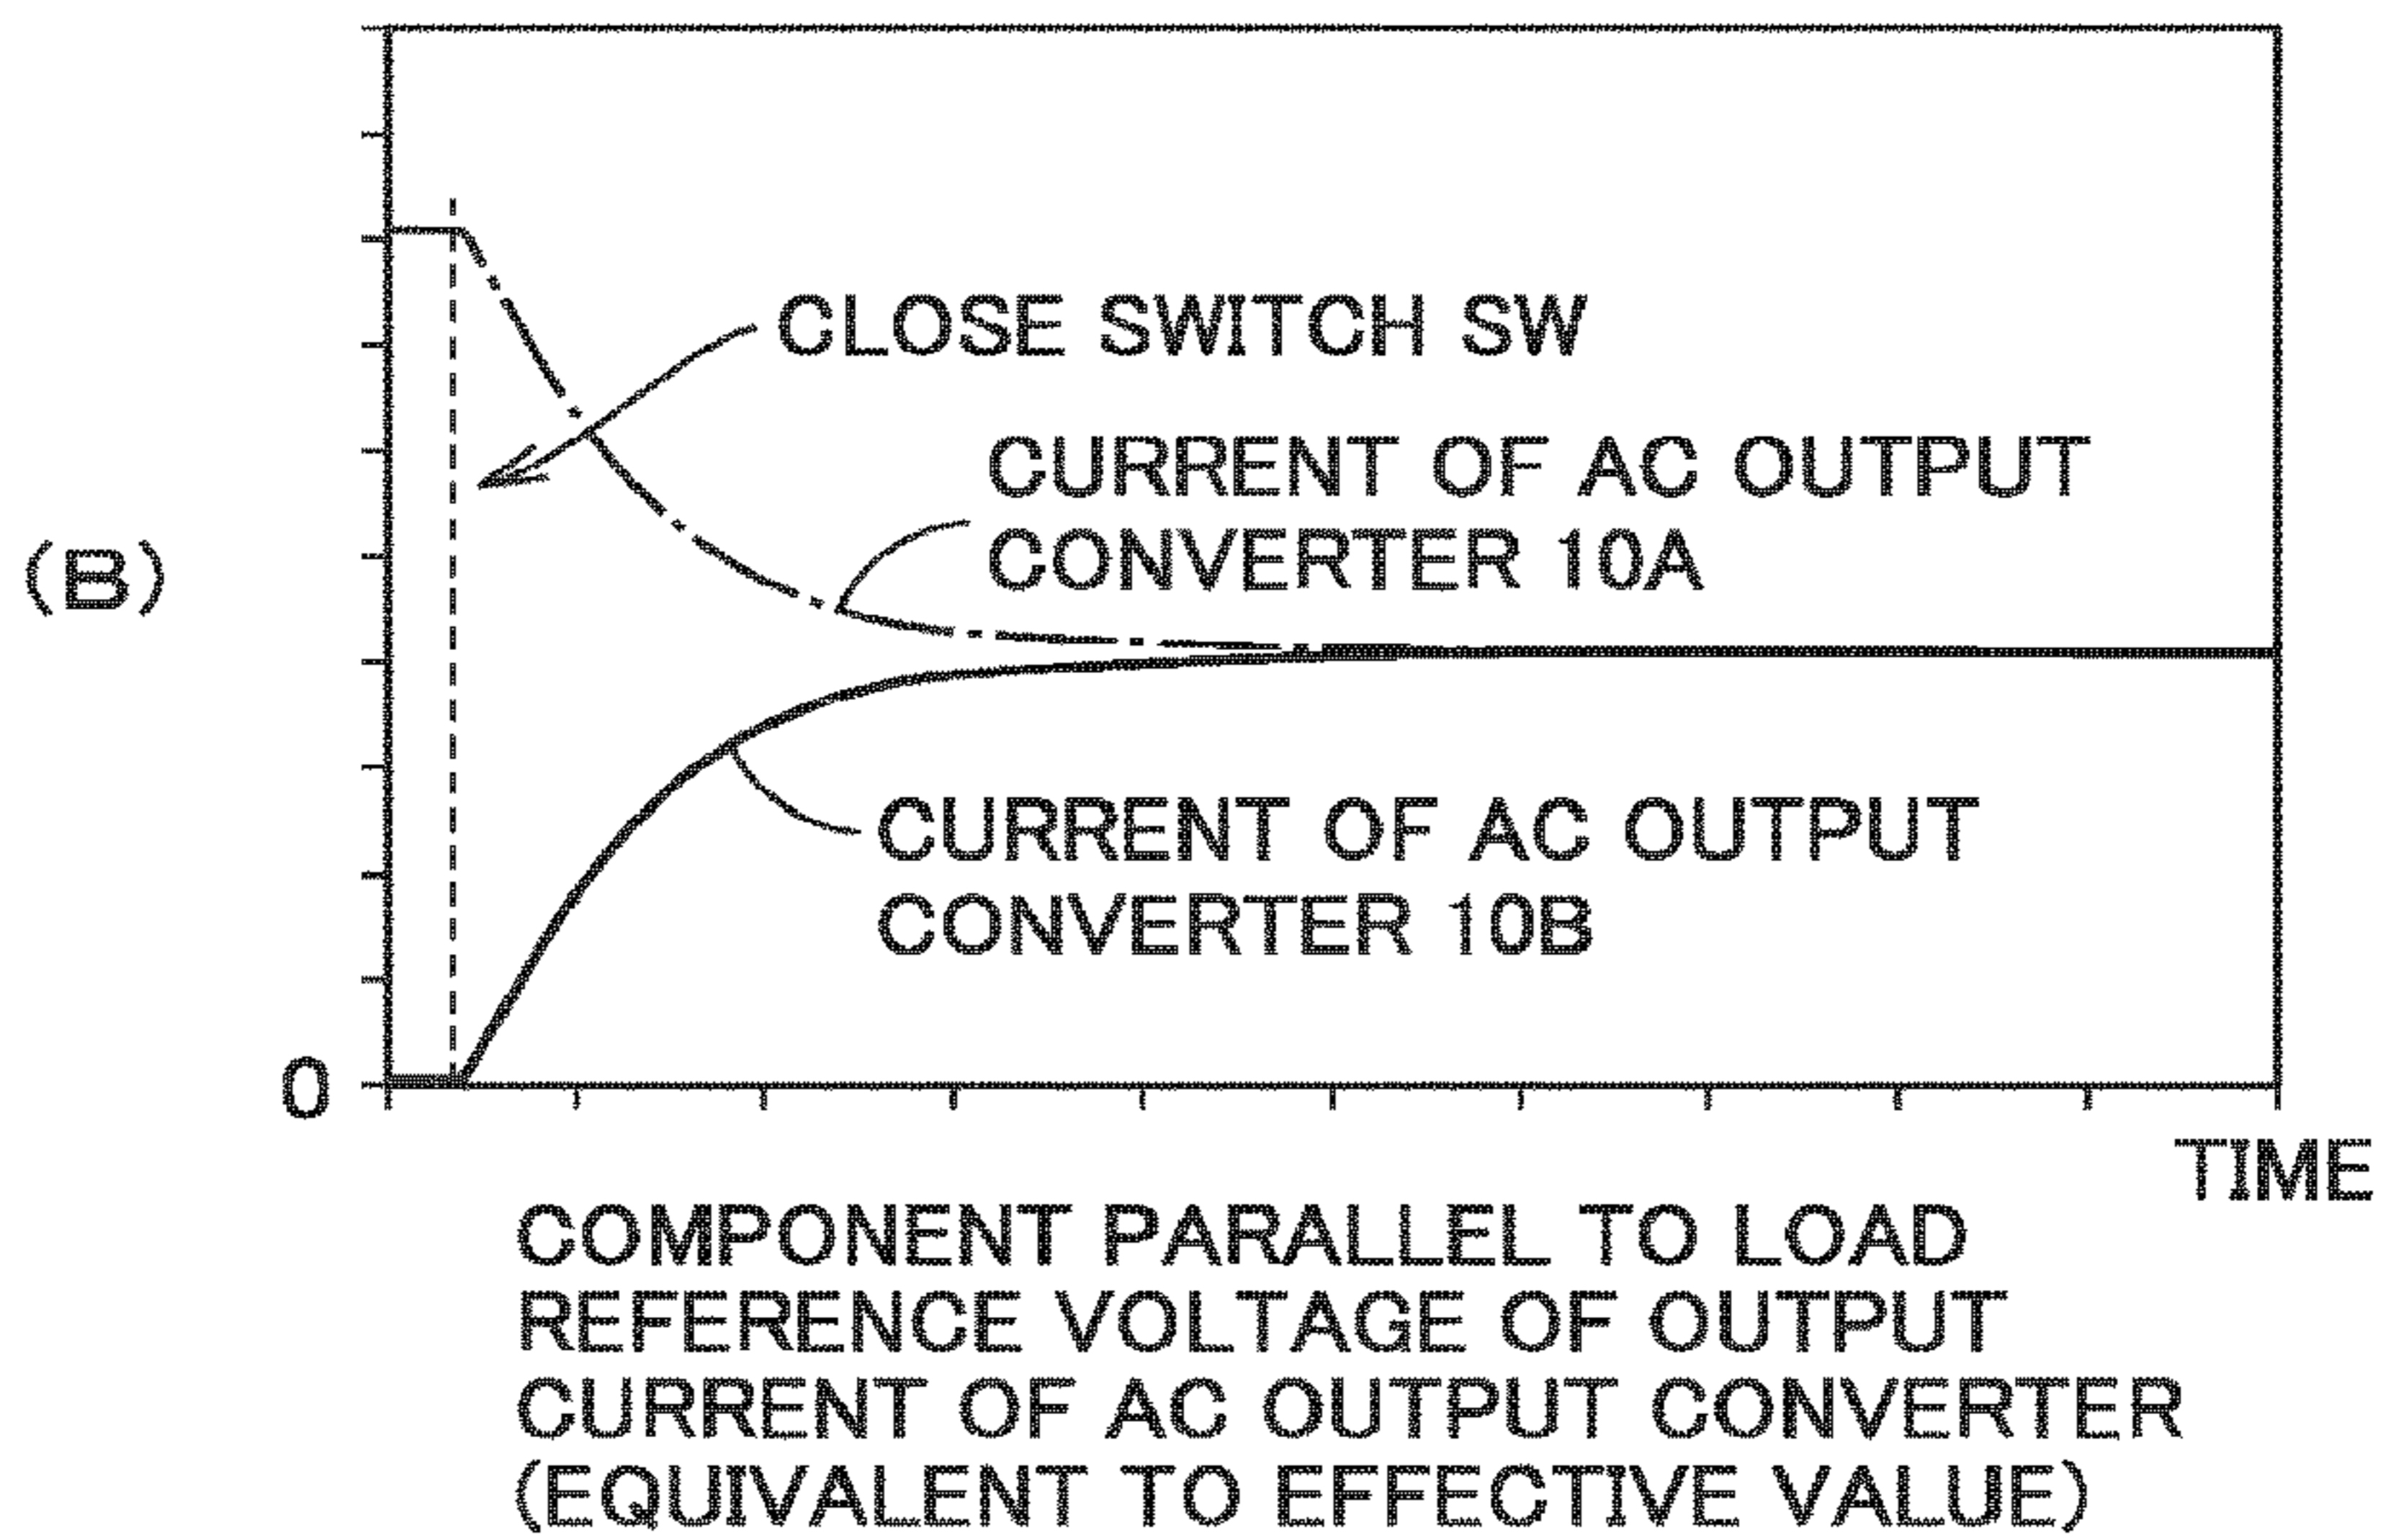 CLOSE SWITCH SW
CURRENT OF AC OUTPUT
CONVERTER 10A
(B)
CURRENT OF AC OUTPUT
CONVERTER 10B
0
TIME
COMPONENT PARALLEL TO LOAD
REFERENCE VOLTAGE OF OUTPUT
CURRENT OF AC OUTPUT CONVERTER
(EQUIVALENT TO EFFECTIVE VALUE)